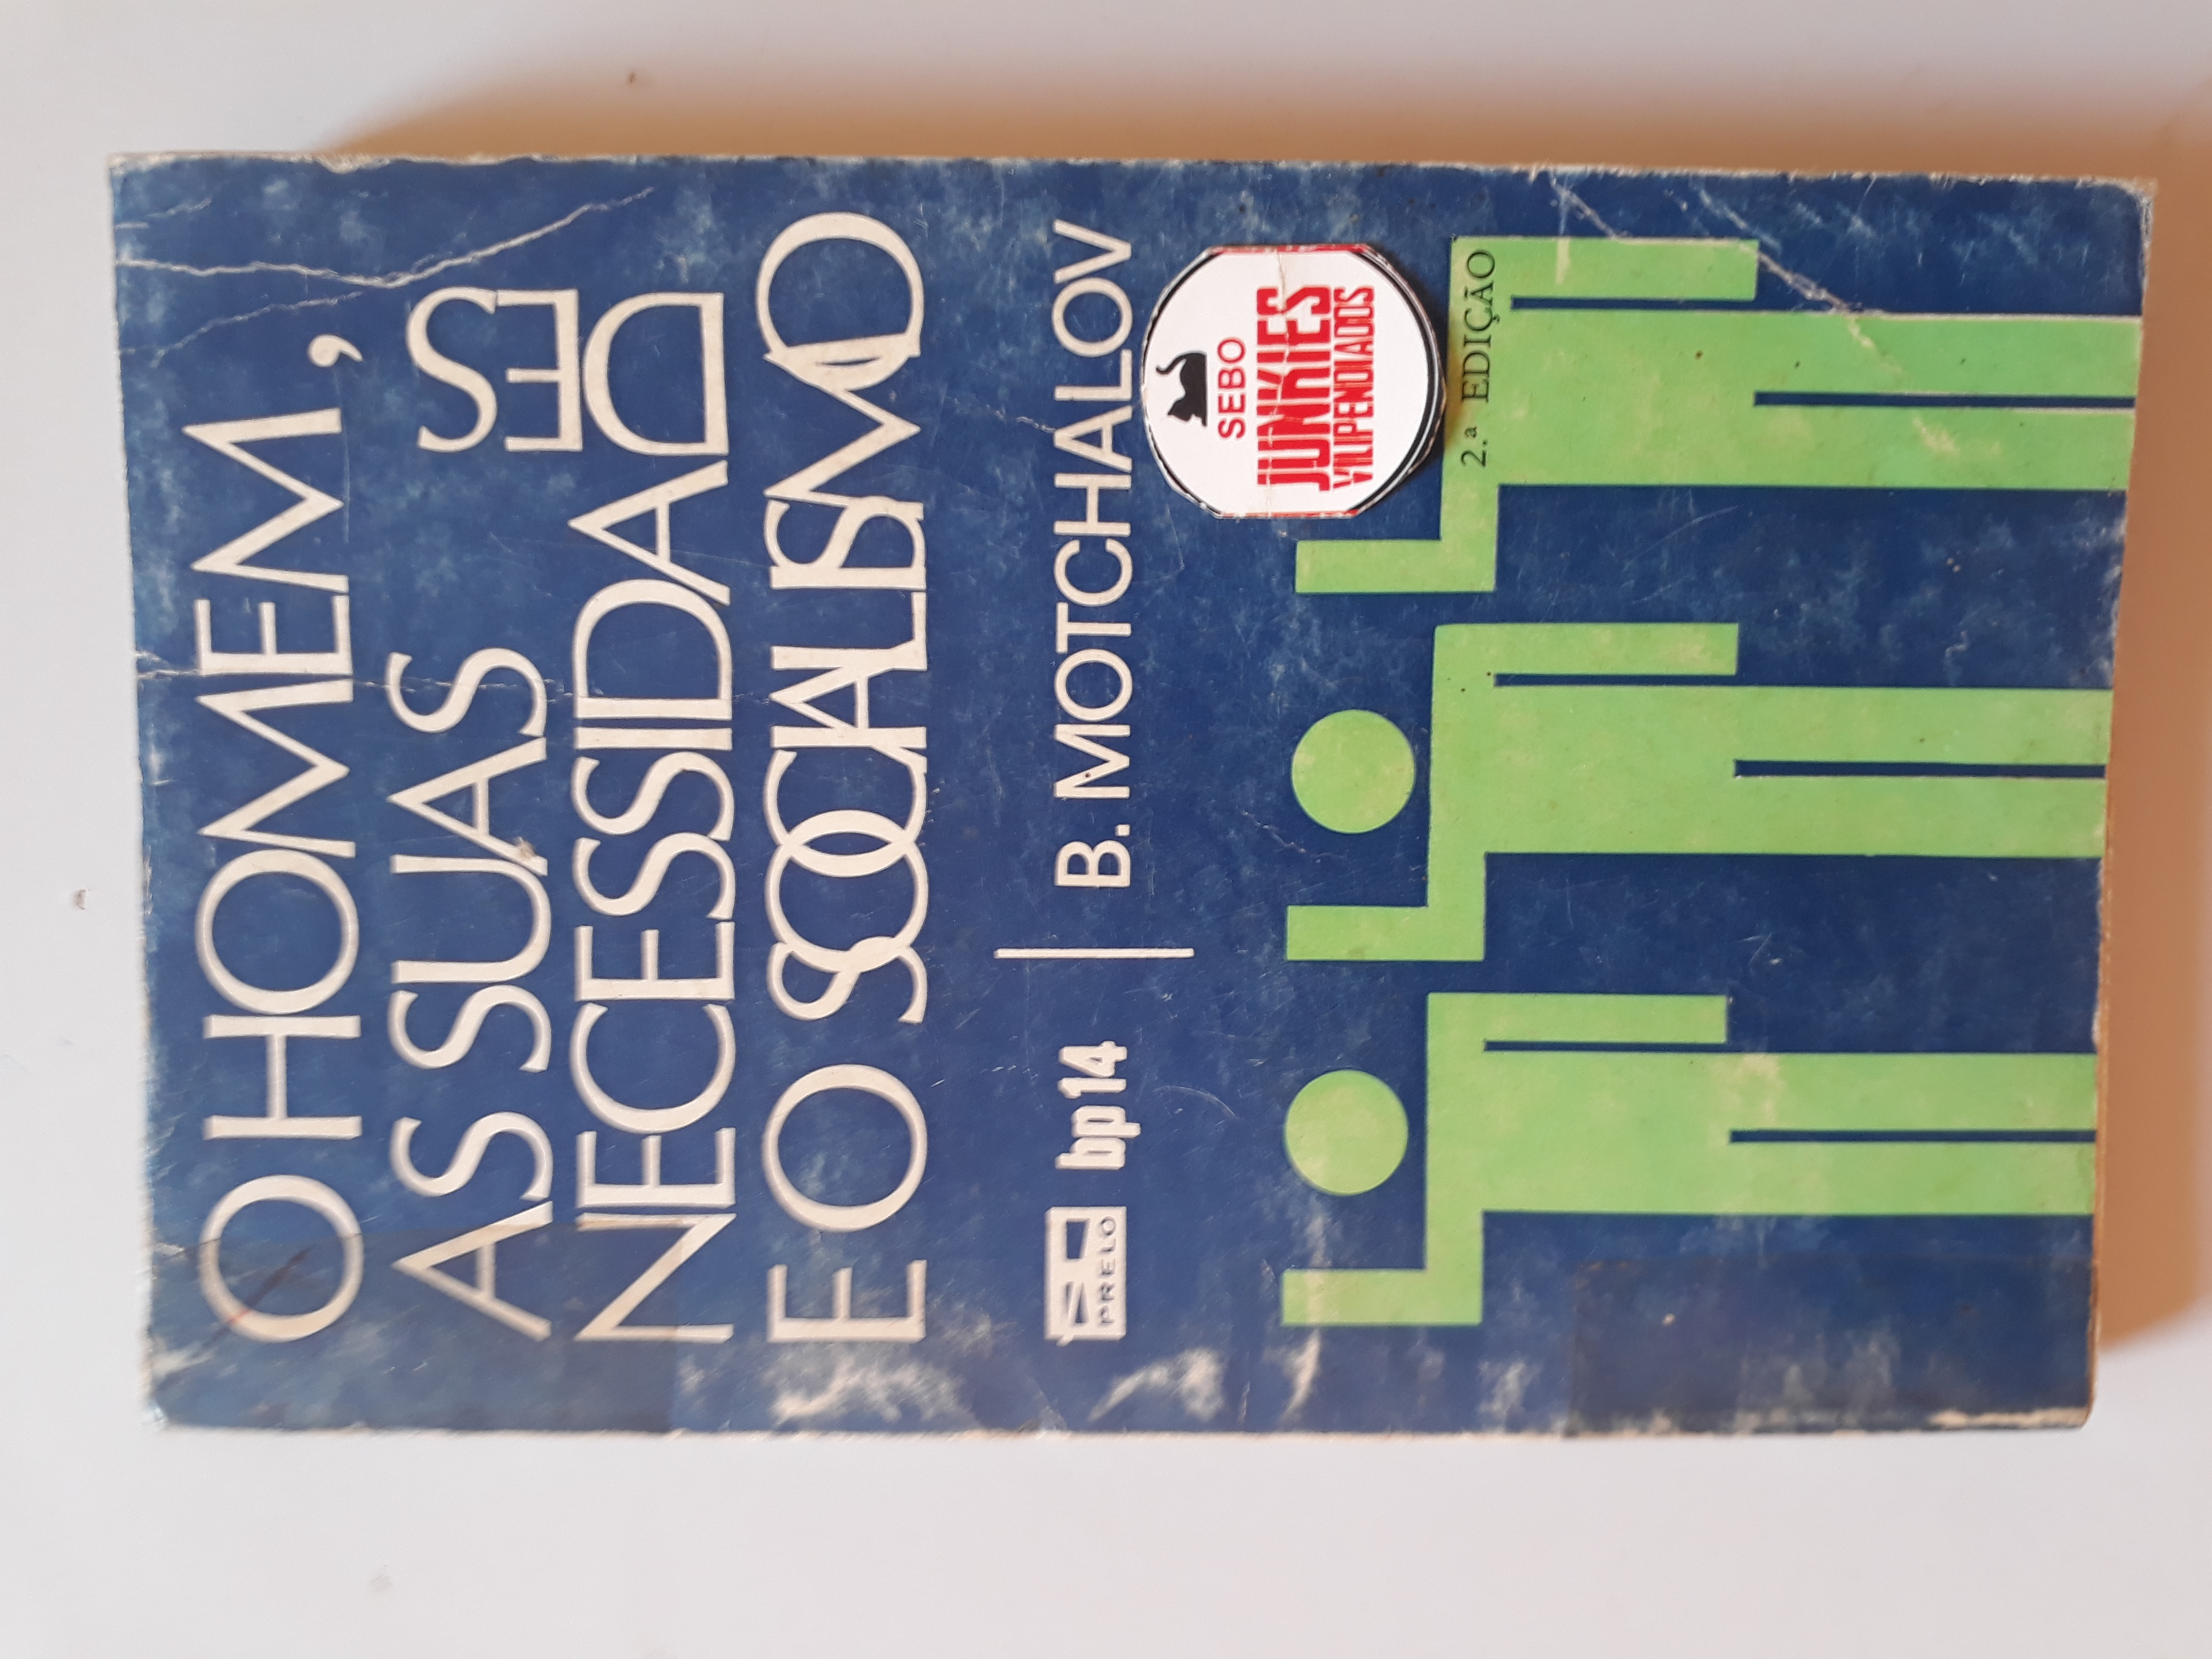 O HOMEM,
AS SUAS
NECESSIDADES
E O SOCIALISMO
PRELO
bp14
B. MOTCHALOV
SEBO
JUNKIES
VILIPENDIADOS
2.ª EDIÇÃO